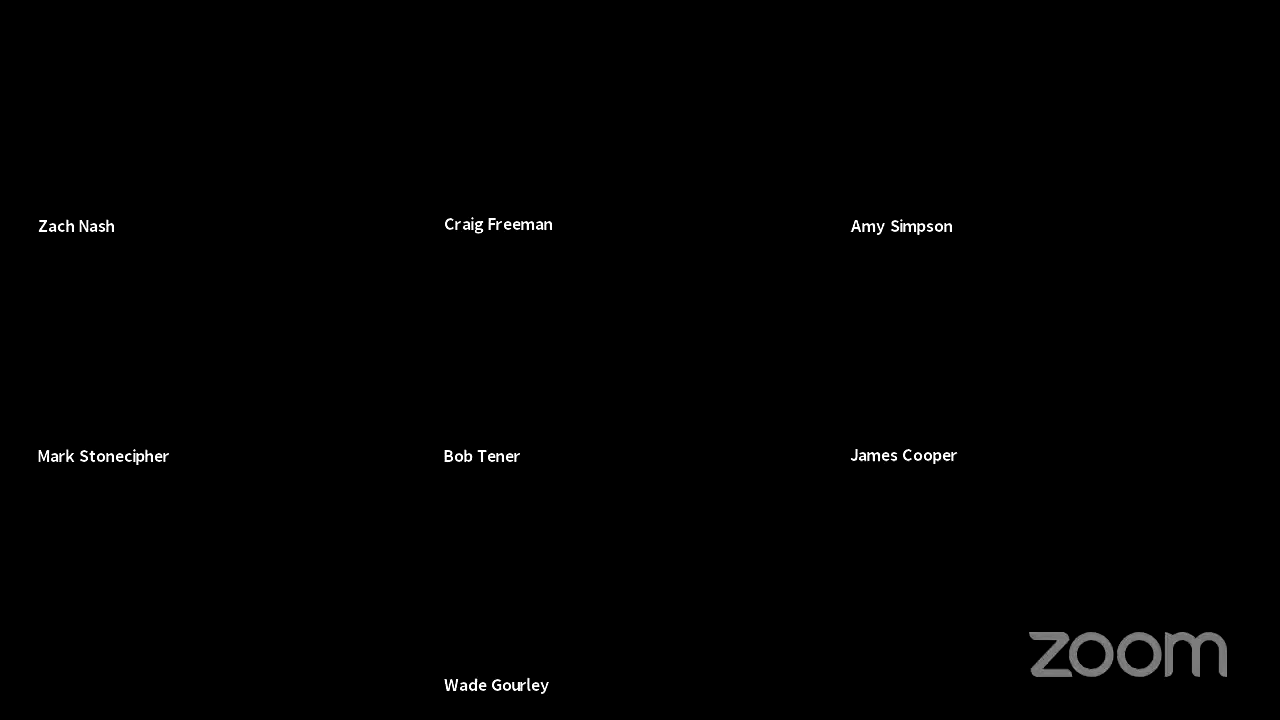 Zach Nash
Craig Freeman
Amy Simpson
Mark Stonecipher
Bob Tener
James Cooper
Wade Gourley
zoom